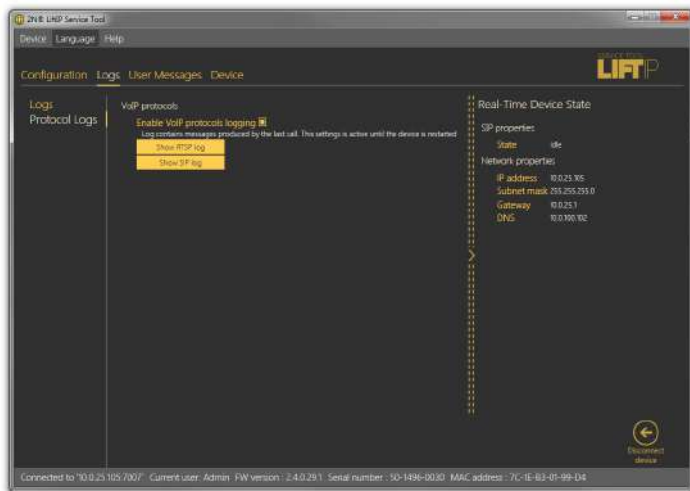 2N® LiftIP Service Tool
Device Language Help
Configuration Logs User Messages Device
SERVICE TOOL
LIFTIP
Logs
Protocol Logs
VoIP protocols
Enable VoIP protocols logging
Log contains messages produced by the last call. This settings is active until the device is restarted
Show RTSP log
Show SIP log
Real-Time Device State
SIP properties
State idle
Network properties
IP address 10.0.25.105
Subnet mask 255.255.255.0
Gateway 10.0.25.1
DNS 10.0.100.102
Disconnect
device
Connected to "10.0.25.105:7007" Current user: Admin FW version : 2.4.0.29.1 Serial number : 50-1496-0030 MAC address : 7C-1E-B3-01-99-D4